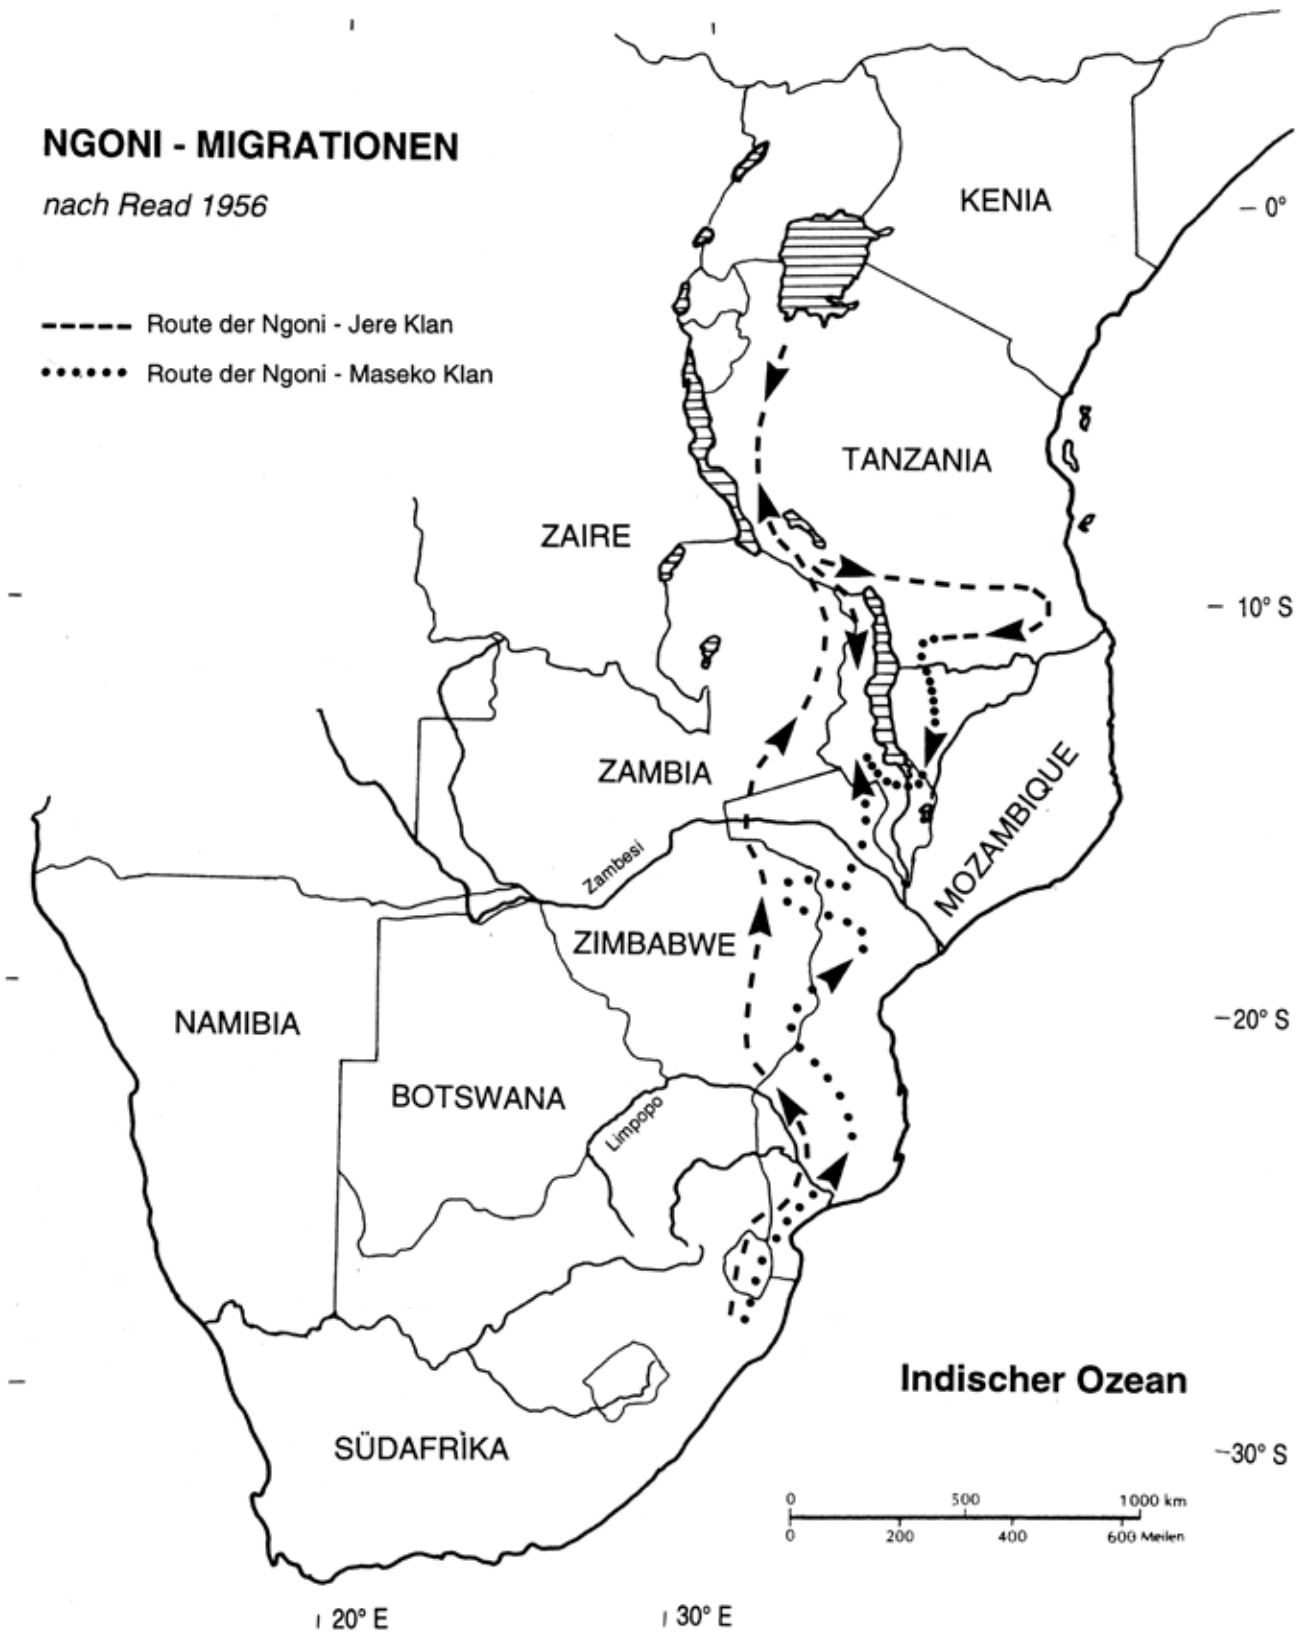 NGONI - MIGRATIONEN
nach Read 1956
Route der Ngoni - Jere Klan
Route der Ngoni - Maseko Klan
KENIA
0°
TANZANIA
ZAIRE
10° S
ZAMBIA
MOZAMBIQUE
Zambesi
ZIMBABWE
NAMIBIA
20° S
BOTSWANA
Limpopo
Indischer Ozean
SÜDAFRIKA
30° S
0 500 1000 km
0 200 400 600 Meilen
20° E 30° E